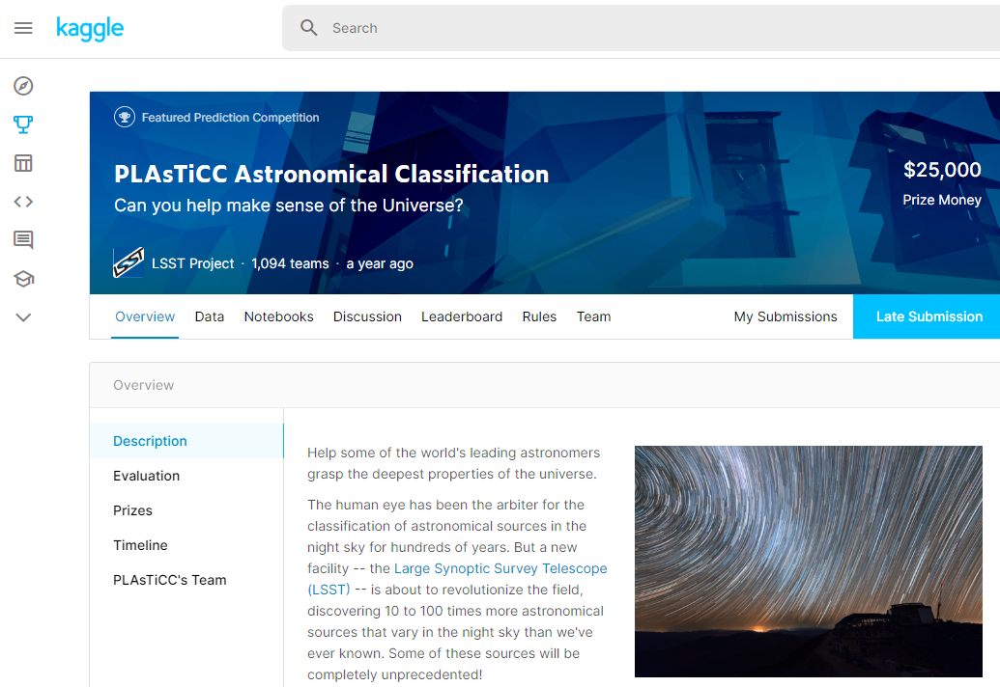 kaggle
Search
Featured Prediction Competition
PLAsTiCC Astronomical Classification
Can you help make sense of the Universe?
$25,000
Prize Money
LSST
LSST Project · 1,094 teams · a year ago
Overview Data Notebooks Discussion Leaderboard Rules Team My Submissions Late Submission
Overview
Description
Evaluation
Prizes
Timeline
PLAsTiCC's Team
Help some of the world's leading astronomers
grasp the deepest properties of the universe.
The human eye has been the arbiter for the
classification of astronomical sources in the
night sky for hundreds of years. But a new
facility -- the Large Synoptic Survey Telescope
(LSST) -- is about to revolutionize the field,
discovering 10 to 100 times more astronomical
sources that vary in the night sky than we've
ever known. Some of these sources will be
completely unprecedented!